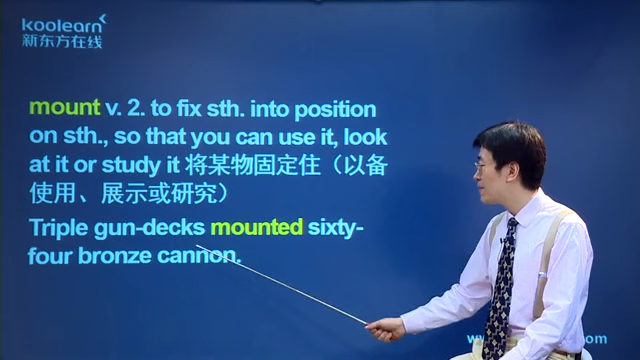 koolearn
新东方在线
mount v. 2. to fix sth. into position
on sth., so that you can use it, look
at it or study it 将某物固定住（以备
使用、展示或研究）
Triple gun-decks mounted sixty-
four bronze cannon.